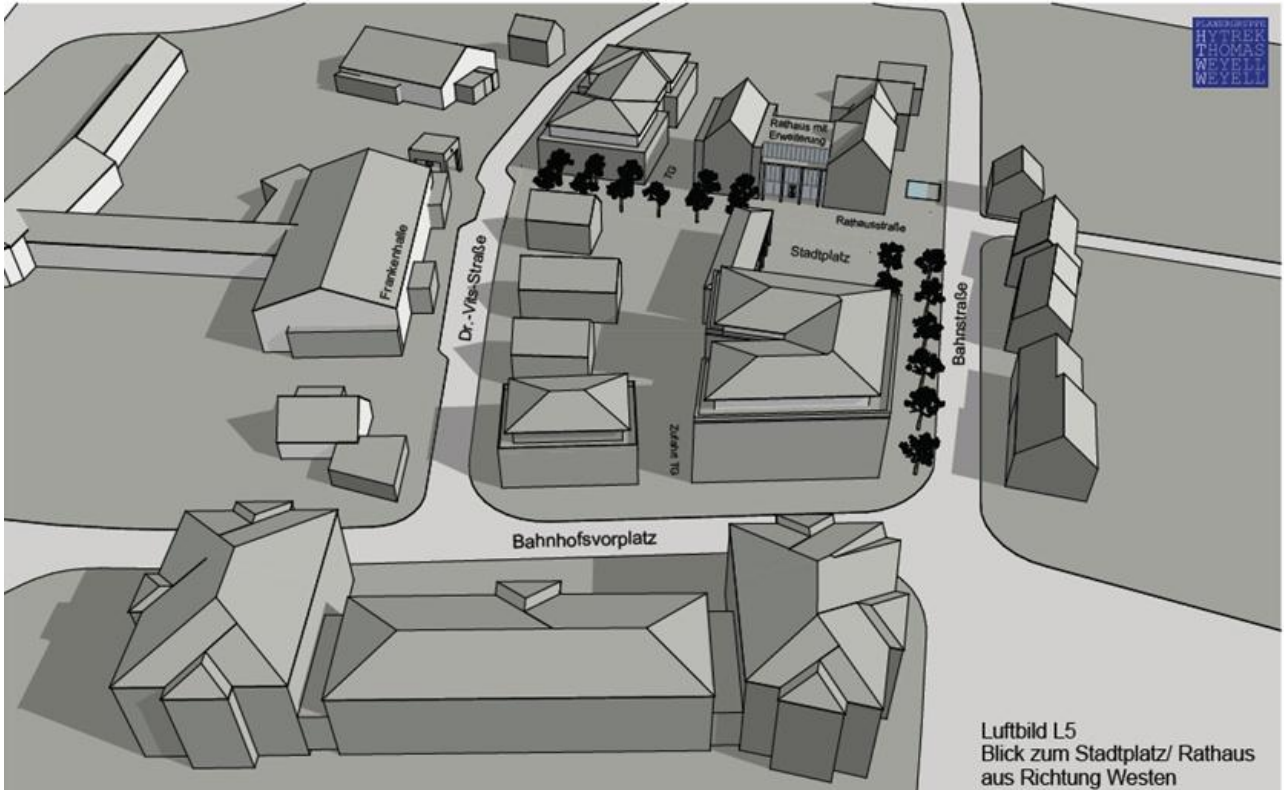 PLANERGRUPPE
HYTREK
THOMAS
WEYELL
WEYELL
Rathaus mit
Erweiterung
TG
Rathausstraße
Frankenhalle
Dr.-Vits-Straße
Stadtplatz
Bahnstraße
Zufahrt TG
Bahnhofsvorplatz
Luftbild L5
Blick zum Stadtplatz/ Rathaus
aus Richtung Westen